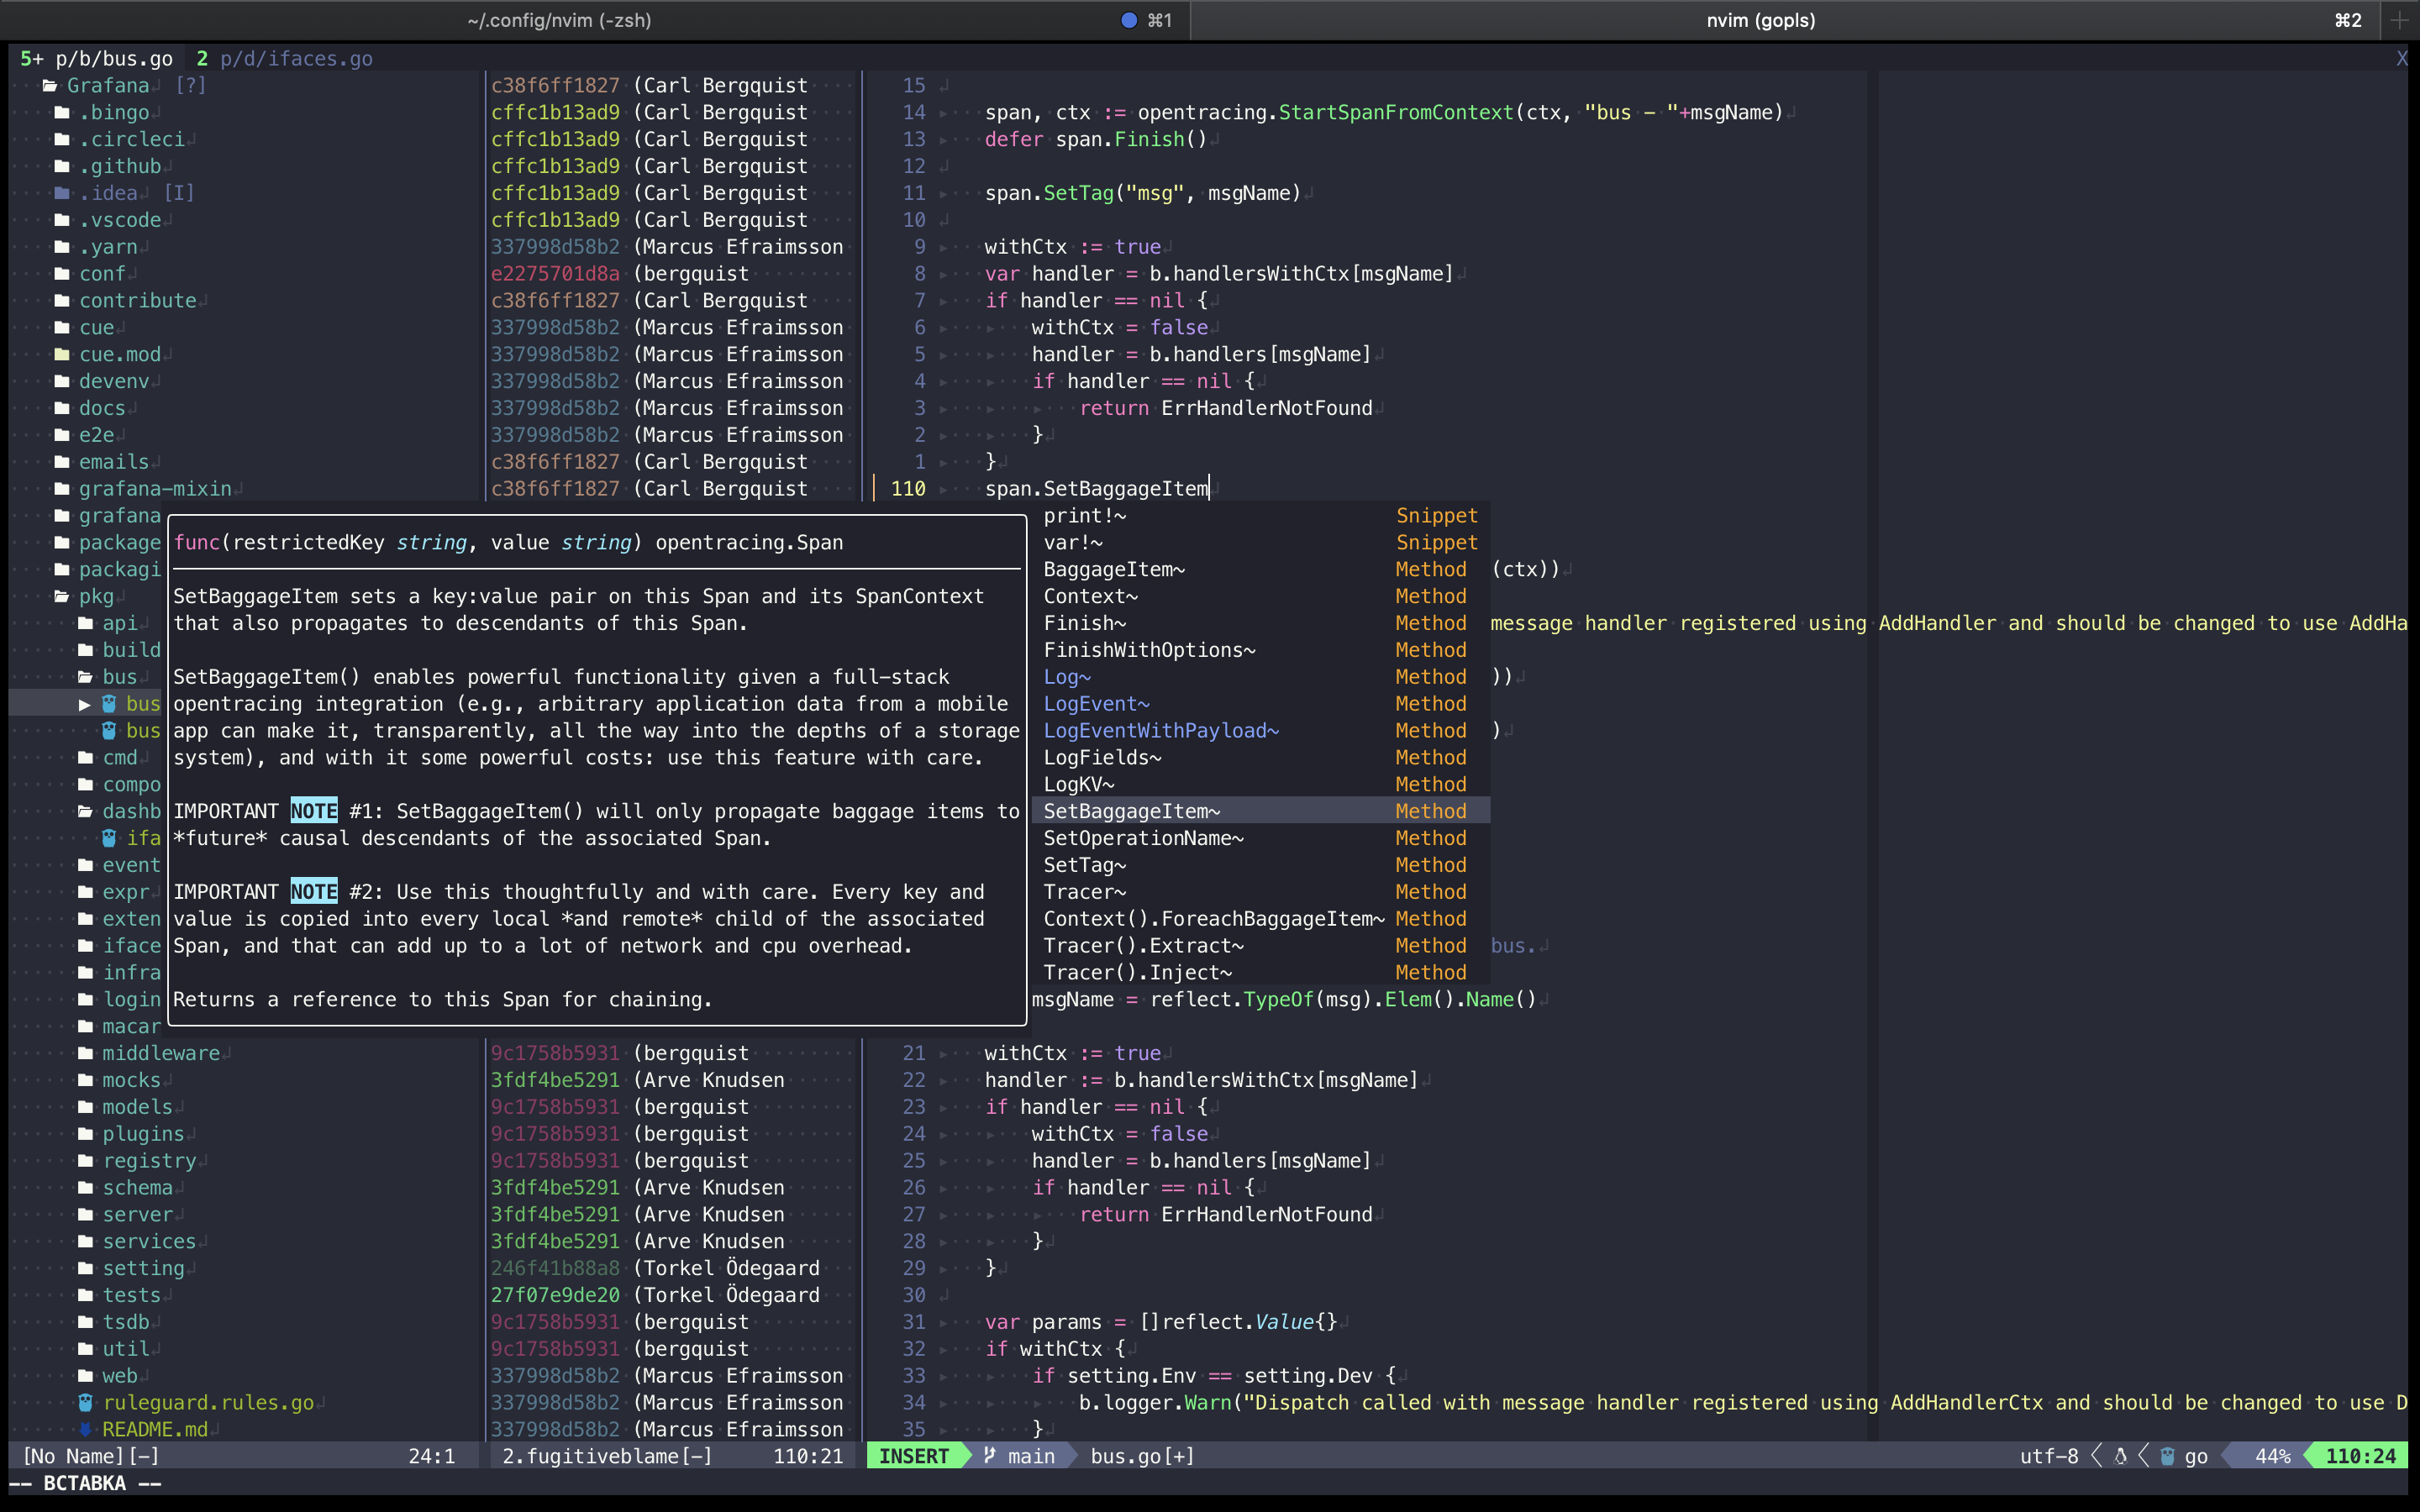 ~/.config/nvim (-zsh) ⌘1 nvim (gopls) ⌘2
5+ p/b/bus.go 2 p/d/ifaces.go X
Grafana [?]
.bingo
.circleci
.github
.idea [I]
.vscode
.yarn
conf
contribute
cue
cue.mod
devenv
docs
e2e
emails
grafana-mixin
grafana
package
packagi
pkg
api
build
bus
bus
bus
cmd
compo
dashb
ifa
event
expr
exten
iface
infra
login
macar
middleware
mocks
models
plugins
registry
schema
server
services
setting
tests
tsdb
util
web
ruleguard.rules.go
README.md
c38f6ff1827 (Carl Bergquist
cffc1b13ad9 (Carl Bergquist
cffc1b13ad9 (Carl Bergquist
cffc1b13ad9 (Carl Bergquist
cffc1b13ad9 (Carl Bergquist
cffc1b13ad9 (Carl Bergquist
337998d58b2 (Marcus Efraimsson
e2275701d8a (bergquist
c38f6ff1827 (Carl Bergquist
337998d58b2 (Marcus Efraimsson
337998d58b2 (Marcus Efraimsson
337998d58b2 (Marcus Efraimsson
337998d58b2 (Marcus Efraimsson
337998d58b2 (Marcus Efraimsson
c38f6ff1827 (Carl Bergquist
c38f6ff1827 (Carl Bergquist
func(restrictedKey string, value string) opentracing.Span
SetBaggageItem sets a key:value pair on this Span and its SpanContext
that also propagates to descendants of this Span.
SetBaggageItem() enables powerful functionality given a full-stack
opentracing integration (e.g., arbitrary application data from a mobile
app can make it, transparently, all the way into the depths of a storage
system), and with it some powerful costs: use this feature with care.
IMPORTANT NOTE #1: SetBaggageItem() will only propagate baggage items to
*future* causal descendants of the associated Span.
IMPORTANT NOTE #2: Use this thoughtfully and with care. Every key and
value is copied into every local *and remote* child of the associated
Span, and that can add up to a lot of network and cpu overhead.
Returns a reference to this Span for chaining.
9c1758b5931 (bergquist
3fdf4be5291 (Arve Knudsen
9c1758b5931 (bergquist
9c1758b5931 (bergquist
9c1758b5931 (bergquist
3fdf4be5291 (Arve Knudsen
3fdf4be5291 (Arve Knudsen
3fdf4be5291 (Arve Knudsen
246f41b88a8 (Torkel Ödegaard
27f07e9de20 (Torkel Ödegaard
9c1758b5931 (bergquist
9c1758b5931 (bergquist
337998d58b2 (Marcus Efraimsson
337998d58b2 (Marcus Efraimsson
337998d58b2 (Marcus Efraimsson
15
14 span, ctx := opentracing.StartSpanFromContext(ctx, "bus - "+msgName)
13 defer span.Finish()
12
11 span.SetTag("msg", msgName)
10
9 withCtx := true
8 var handler = b.handlersWithCtx[msgName]
7 if handler == nil {
6 withCtx = false
5 handler = b.handlers[msgName]
4 if handler == nil {
3 return ErrHandlerNotFound
2 }
1 }
110 span.SetBaggageItem
print!~ Snippet
var!~ Snippet
BaggageItem~ Method (ctx))
Context~ Method
Finish~ Method message handler registered using AddHandler and should be changed to use AddHa
FinishWithOptions~ Method
Log~ Method ))
LogEvent~ Method
LogEventWithPayload~ Method )
LogFields~ Method
LogKV~ Method
SetBaggageItem~ Method
SetOperationName~ Method
SetTag~ Method
Tracer~ Method
Context().ForeachBaggageItem~ Method
Tracer().Extract~ Method bus.
Tracer().Inject~ Method
msgName = reflect.TypeOf(msg).Elem().Name()
21 withCtx := true
22 handler := b.handlersWithCtx[msgName]
23 if handler == nil {
24 withCtx = false
25 handler = b.handlers[msgName]
26 if handler == nil {
27 return ErrHandlerNotFound
28 }
29 }
30
31 var params = []reflect.Value{}
32 if withCtx {
33 if setting.Env == setting.Dev {
34 b.logger.Warn("Dispatch called with message handler registered using AddHandlerCtx and should be changed to use D
35 }
[No Name][-] 24:1 2.fugitiveblame[-] 110:21 INSERT main bus.go[+] utf-8 go 44% 110:24
-- ВСТАВКА --